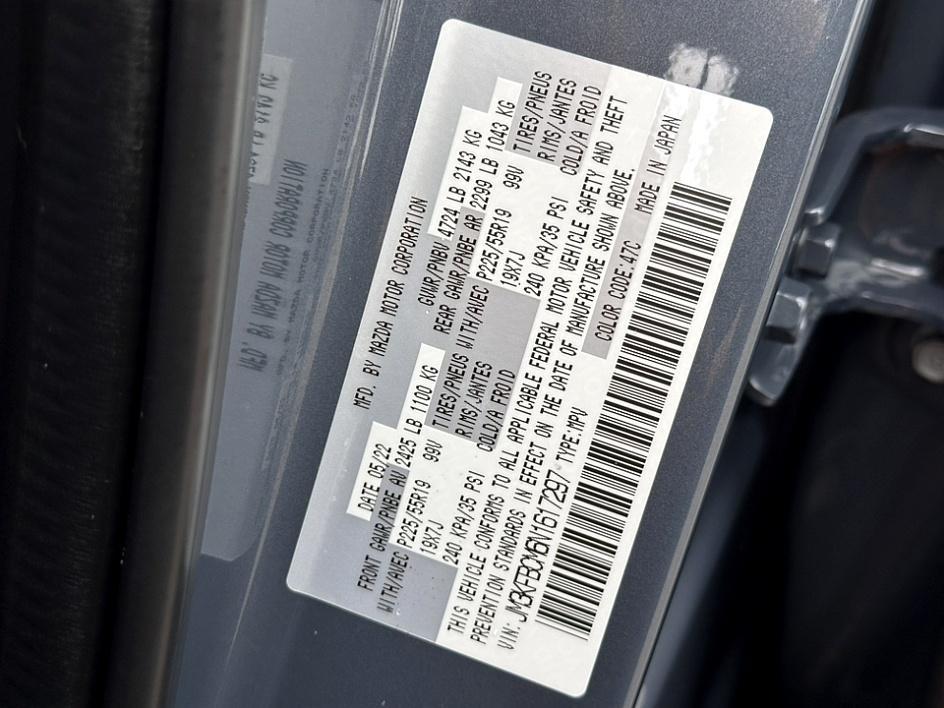 MFD. BY MAZDA MOTOR CORPORATION
DATE 05/22 GVWR/PNBV 4724 LB 2143 KG
FRONT GAWR/PNBE AV 2425 LB 1100 KG REAR GAWR/PNBE AR 2299 LB 1043 KG
WITH/AVEC P225/55R19 99V TIRES/PNEUS WITH/AVEC P225/55R19 99V TIRES/PNEUS
19X7J RIMS/JANTES 19X7J RIMS/JANTES
240 KPA/35 PSI COLD/A FROID 240 KPA/35 PSI COLD/A FROID
THIS VEHICLE CONFORMS TO ALL APPLICABLE FEDERAL MOTOR VEHICLE SAFETY AND THEFT
PREVENTION STANDARDS IN EFFECT ON THE DATE OF MANUFACTURE SHOWN ABOVE.
VIN: JM3KFBCM6N1617297 TYPE:MPV COLOR CODE:47C MADE IN JAPAN